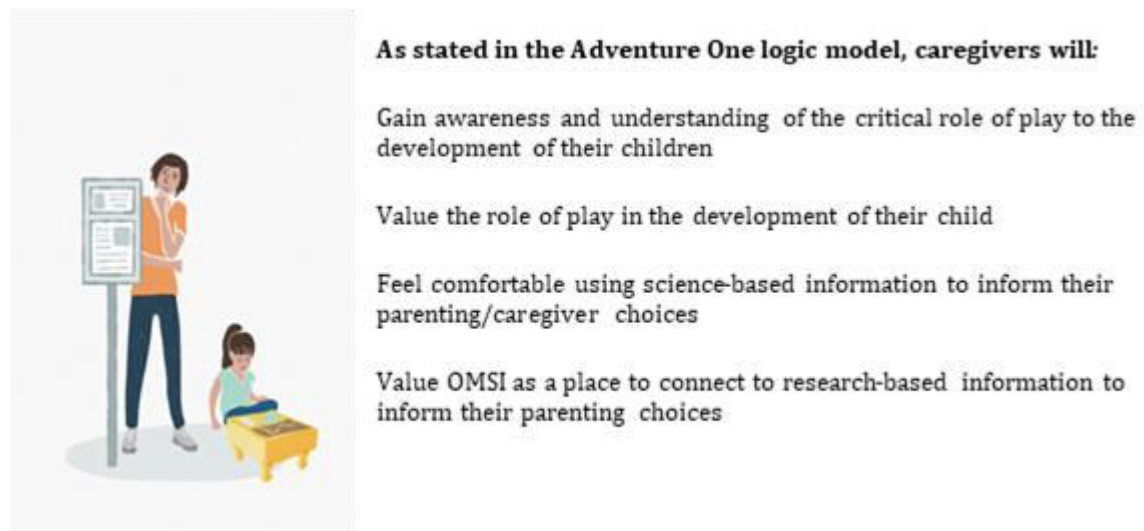 As stated in the Adventure One logic model, caregivers will:
Gain awareness and understanding of the critical role of play to the
development of their children
Value the role of play in the development of their child
Feel comfortable using science-based information to inform their
parenting/caregiver choices
Value OMSI as a place to connect to research-based information to
inform their parenting choices